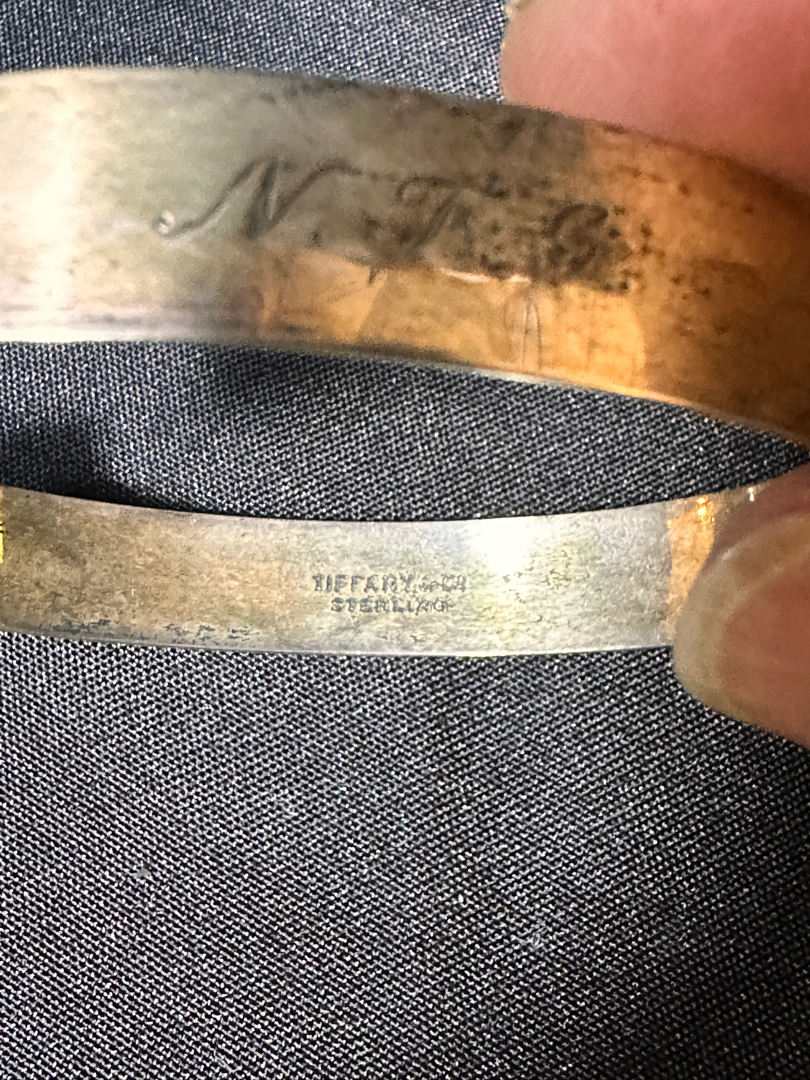 N. T. C.
TIFFANY & CO
STERLING